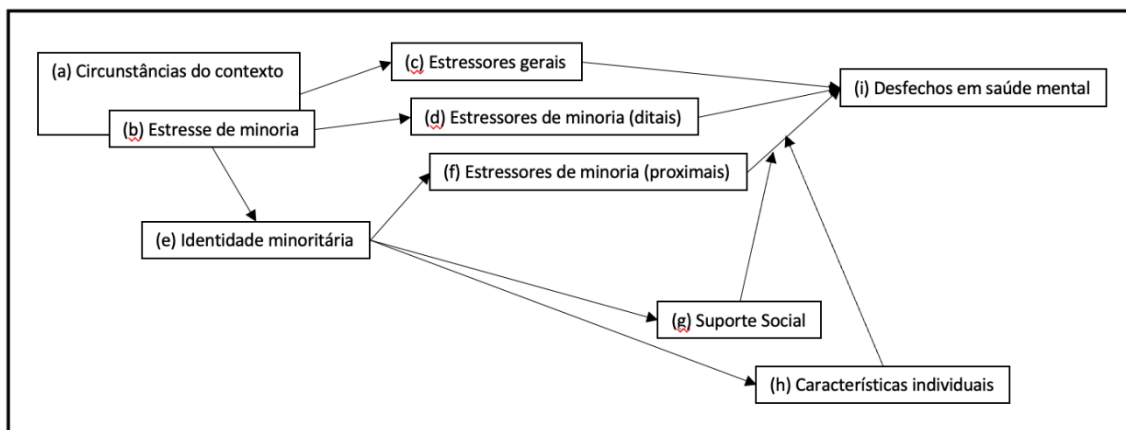 (a) Circunstâncias do contexto
(b) Estresse de minoria
(c) Estressores gerais
(d) Estressores de minoria (ditais)
(e) Identidade minoritária
(f) Estressores de minoria (proximais)
(g) Suporte Social
(h) Características individuais
(i) Desfechos em saúde mental